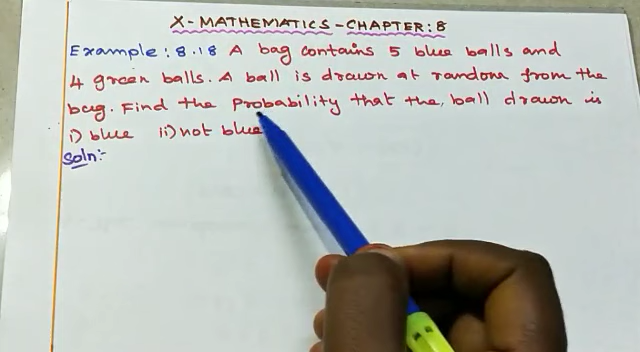 X-MATHEMATICS-CHAPTER:8
Example: 8.18 A bag contains 5 blue balls and
4 green balls. A ball is drawn at random from the
bag. Find the probability that the ball drawn is
i) blue ii) not blue
Soln:-